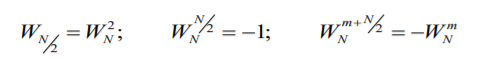 W_{N/2} = W_N^2;   W_N^{N/2} = -1;   W_N^{m+N/2} = -W_N^m